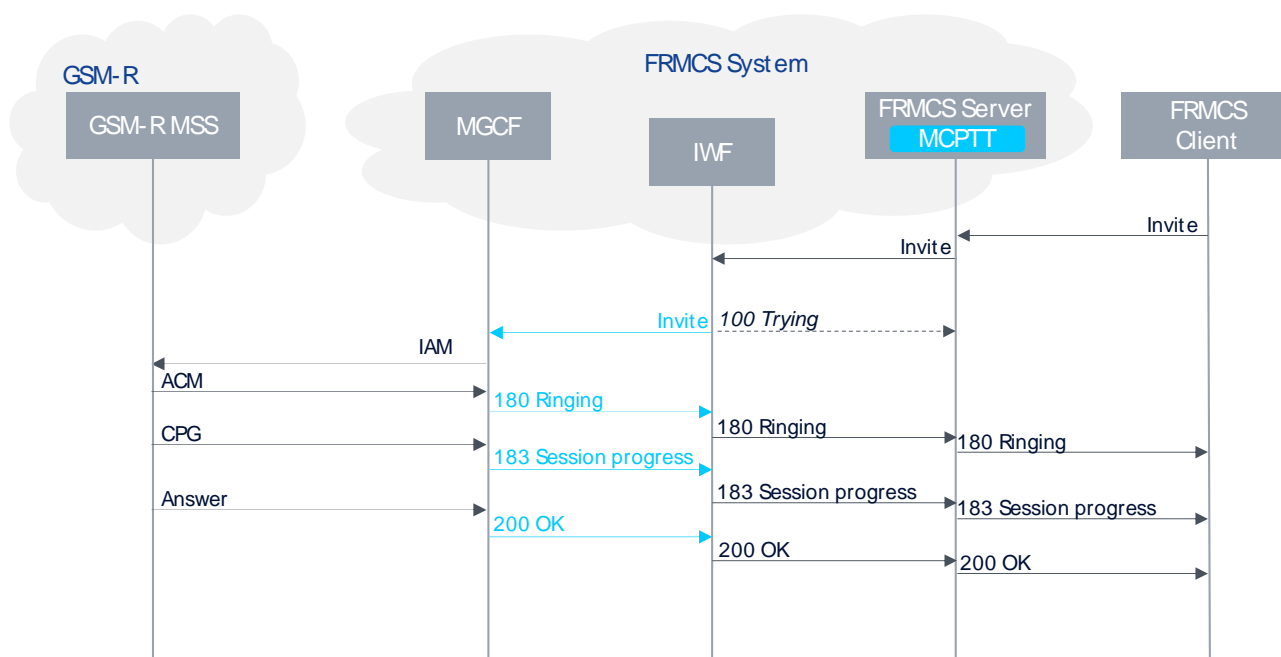 GSM-R
FRMCS System
GSM-R MSS
MGCF
IWF
FRMCS Server
MCPTT
FRMCS
Client
Invite
Invite
Invite
100 Trying
IAM
ACM
180 Ringing
CPG
180 Ringing
180 Ringing
183 Session progress
Answer
183 Session progress
183 Session progress
200 OK
200 OK
200 OK